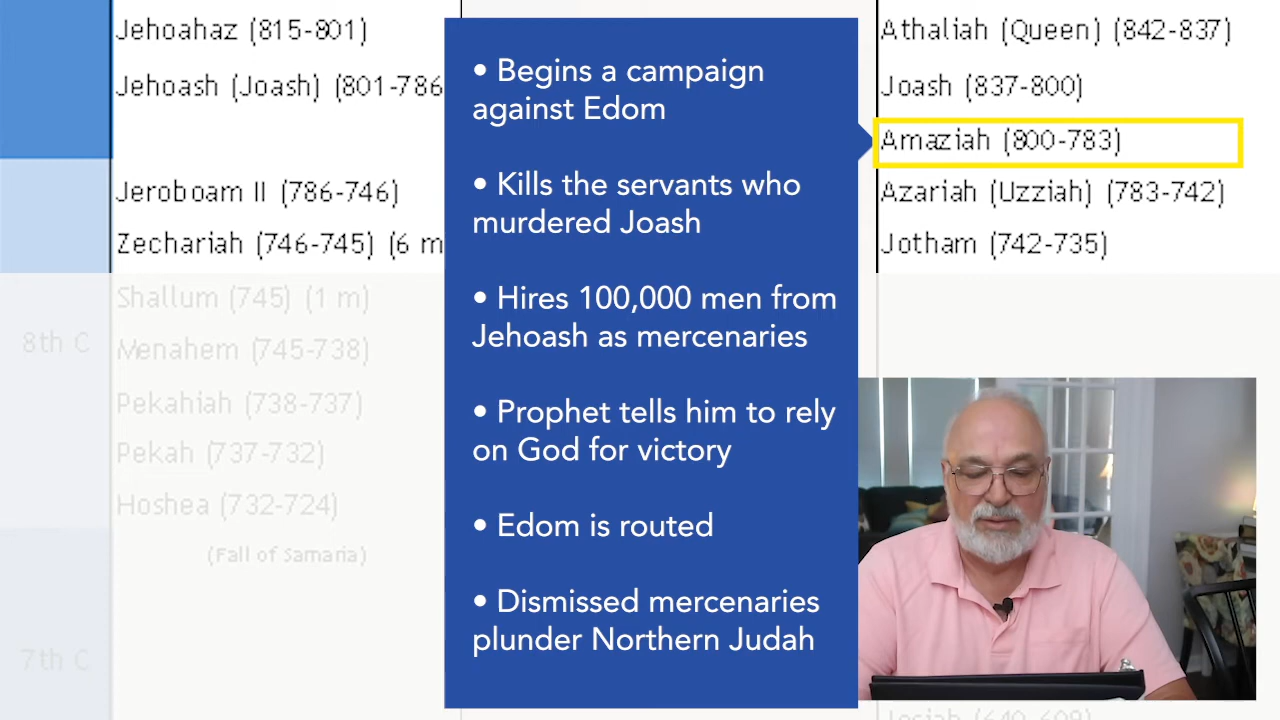 Jehoahaz (815-801)
Jehoash (Joash) (801-786
Jeroboam II (786-746)
Zechariah (746-745) (6 m
Shallum (745) (1 m)
8th C
Menahem (745-738)
Pekahiah (738-737)
Pekah (737-732)
Hoshea (732-724)
(Fall of Samaria)
7th C
• Begins a campaign
against Edom
• Kills the servants who
murdered Joash
• Hires 100,000 men from
Jehoash as mercenaries
• Prophet tells him to rely
on God for victory
• Edom is routed
• Dismissed mercenaries
plunder Northern Judah
Athaliah (Queen) (842-837)
Joash (837-800)
Amaziah (800-783)
Azariah (Uzziah) (783-742)
Jotham (742-735)
Josiah (640-609)